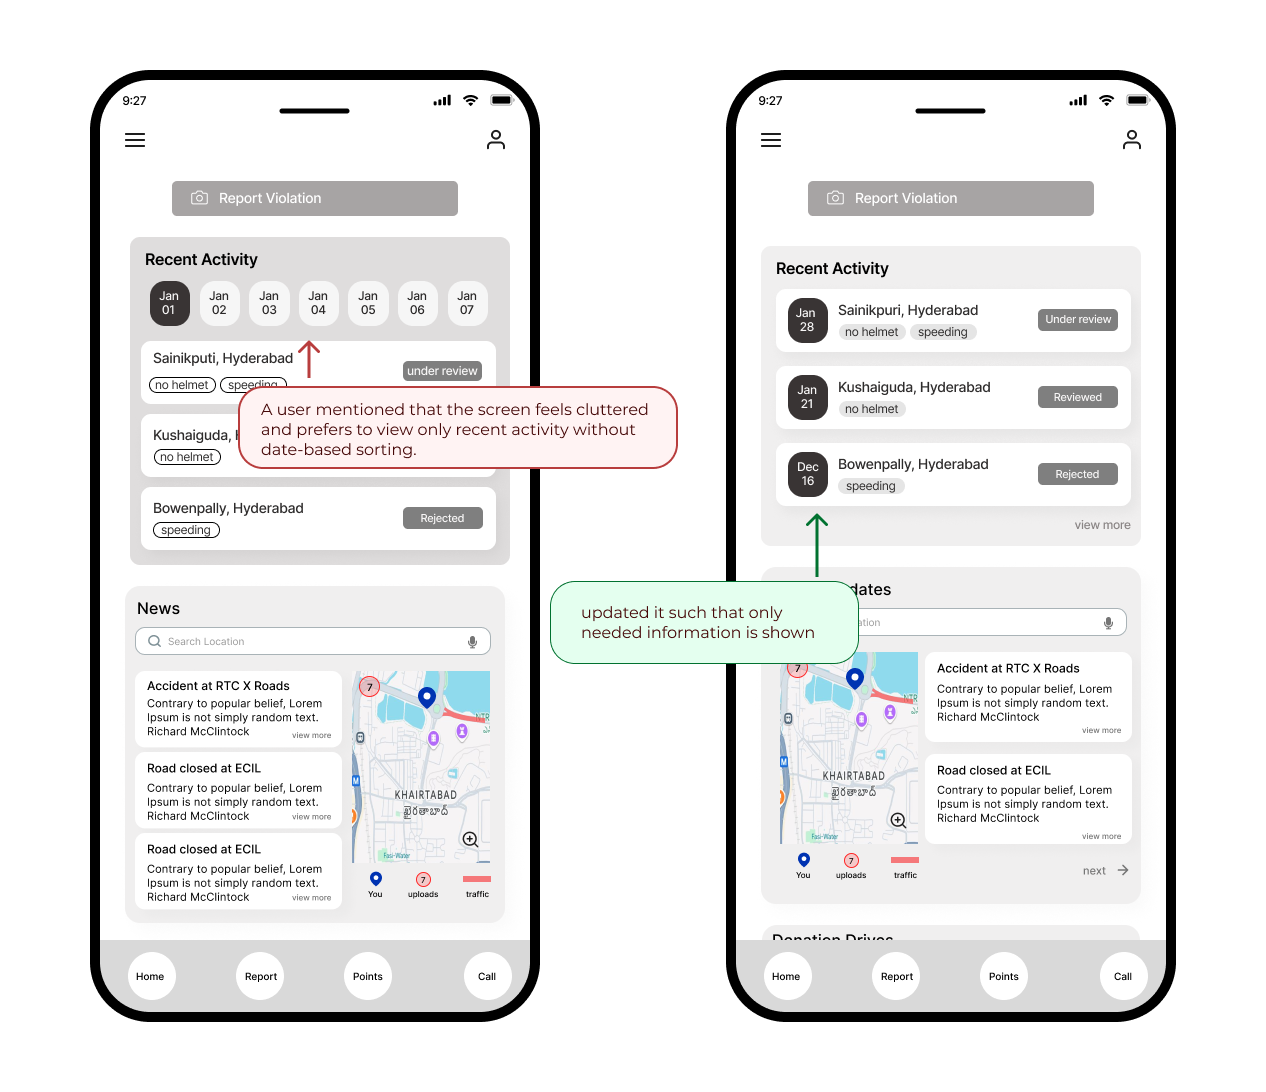 9:27
Report Violation
Recent Activity
Jan 01
Jan 02
Jan 03
Jan 04
Jan 05
Jan 06
Jan 07
Sainikputi, Hyderabad
no helmet
speeding
under review
A user mentioned that the screen feels cluttered
and prefers to view only recent activity without
date-based sorting.
Kushaiguda,
no helmet
Bowenpally, Hyderabad
speeding
Rejected
News
Search Location
Accident at RTC X Roads
Contrary to popular belief, Lorem
Ipsum is not simply random text.
Richard McClintock
view more
Road closed at ECIL
Contrary to popular belief, Lorem
Ipsum is not simply random text.
Richard McClintock
view more
Road closed at ECIL
Contrary to popular belief, Lorem
Ipsum is not simply random text.
Richard McClintock
view more
7
NTR
M
KHAIRTABAD
ఖైరతాబాద్
Fasi-Water
You
7
uploads
traffic
Home
Report
Points
Call
9:27
Report Violation
Recent Activity
Jan 28
Sainikpuri, Hyderabad
no helmet
speeding
Under review
Jan 21
Kushaiguda, Hyderabad
no helmet
Reviewed
Dec 16
Bowenpally, Hyderabad
speeding
Rejected
view more
updated it such that only
needed information is shown
dates
ation
7
NTR
M
KHAIRTABAD
Fasi-Water
You
7
uploads
traffic
Accident at RTC X Roads
Contrary to popular belief, Lorem
Ipsum is not simply random text.
Richard McClintock
view more
Road closed at ECIL
Contrary to popular belief, Lorem
Ipsum is not simply random text.
Richard McClintock
view more
next
Donation Drives
Home
Report
Points
Call